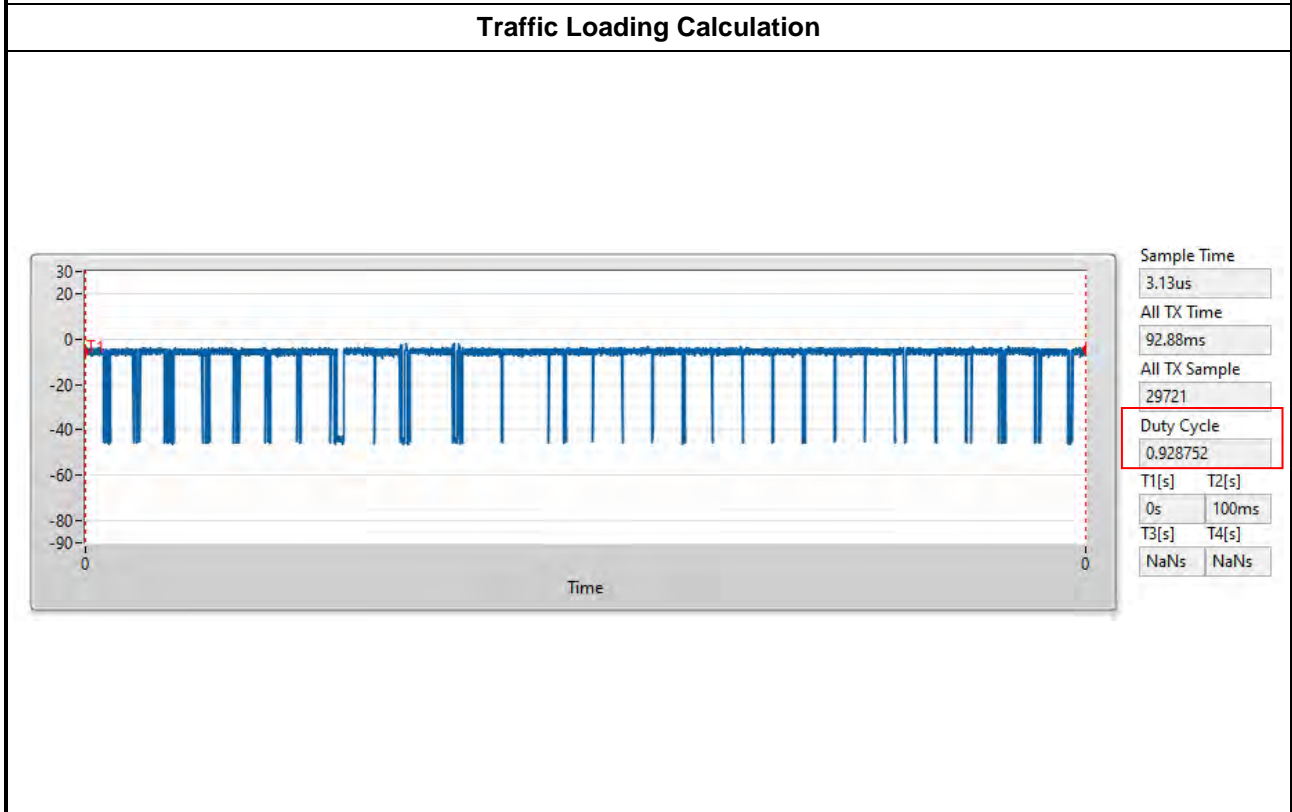 Traffic Loading Calculation
30
20
0
-20
-40
-60
-80
-90
0
0
Time
Sample Time
3.13us
All TX Time
92.88ms
All TX Sample
29721
Duty Cycle
0.928752
T1[s] T2[s]
0s 100ms
T3[s] T4[s]
NaNs NaNs